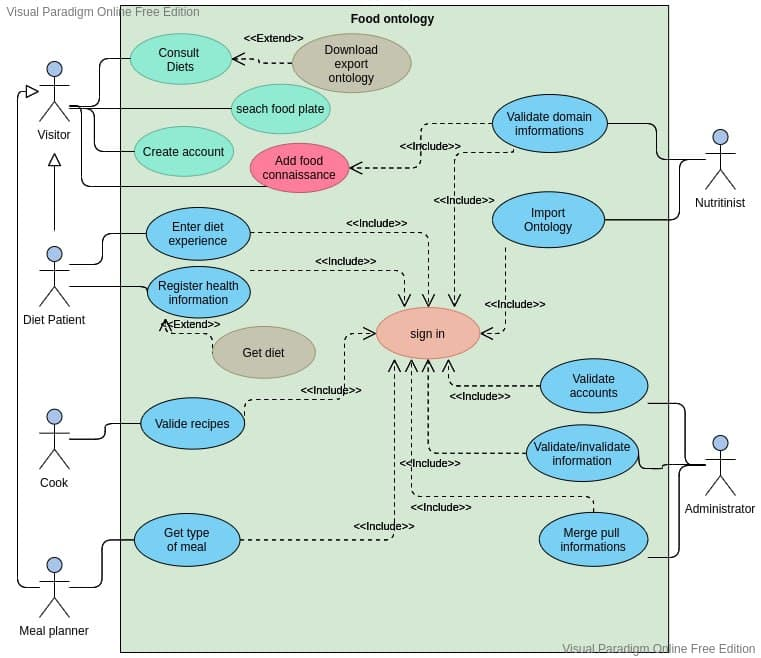 Visual Paradigm Online Free Edition
Food ontology
<<Extend>>
Consult
Diets
Download
export
ontology
Visitor
seach food plate
Validate domain
imformations
<<Include>>
Create account
Add food
connaissance
Nutritinist
<<Include>>
Enter diet
experience
<<Include>>
Import
Ontology
<<Include>>
Register health
information
<<Include>>
Diet Patient
<<Extend>>
sign in
Get diet
Validate
accounts
<<Include>>
<<Include>>
Valide recipes
Validate/invalidate
information
<<Include>>
Cook
Administrator
<<Include>>
<<Include>>
Get type
of meal
Merge pull
informations
Meal planner
Visual Paradigm Online Free Edition